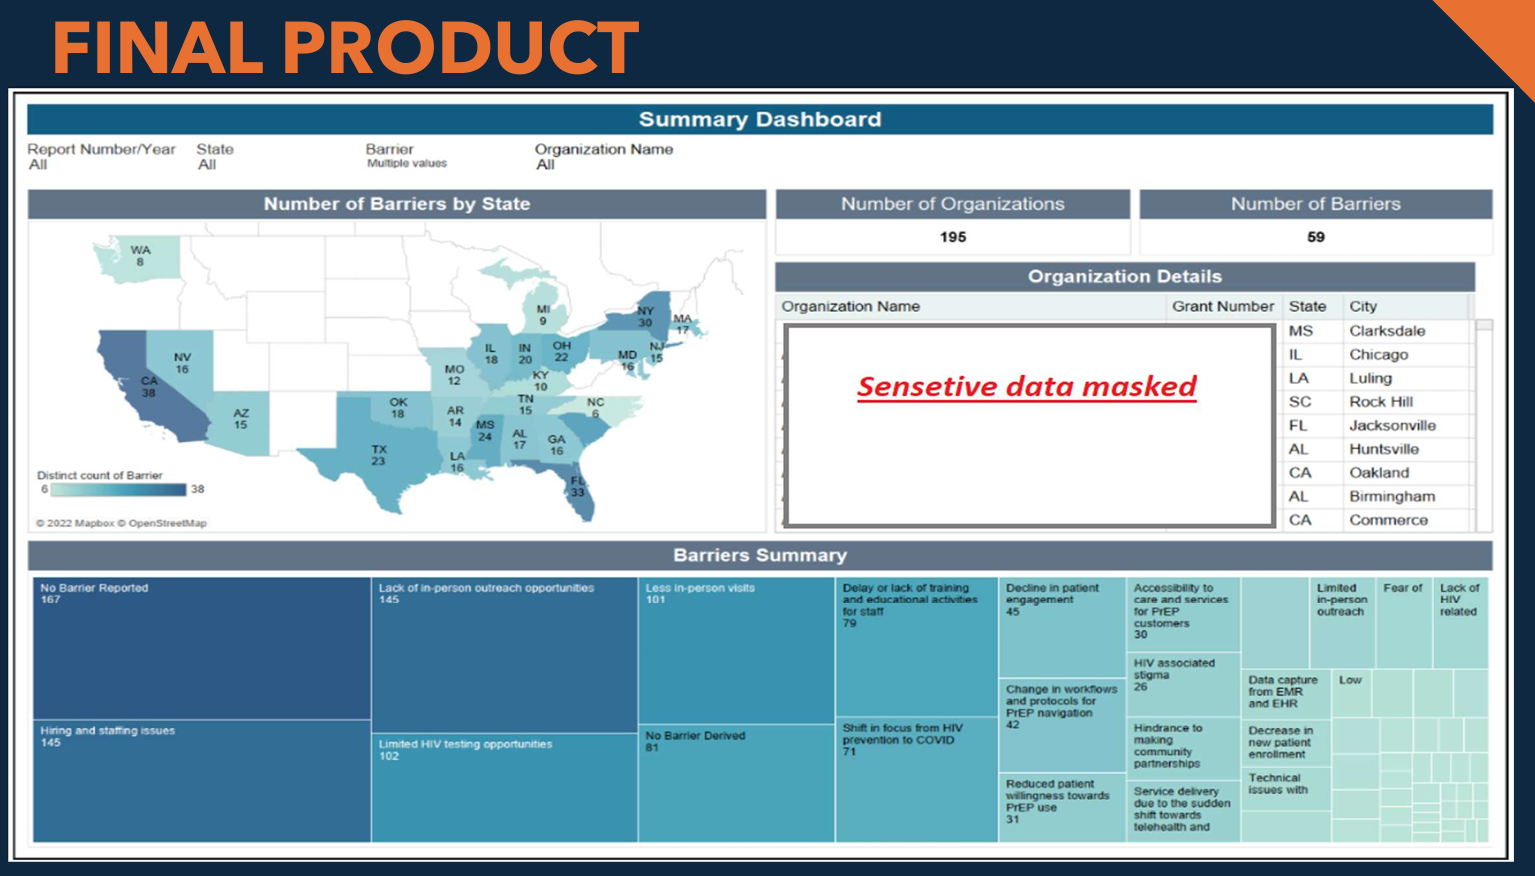 FINAL PRODUCT
Summary Dashboard
Report Number/Year
All
State
All
Barrier
Multiple values
Organization Name
All
Number of Barriers by State
WA
8
MI
9
NY
30
MA
17
NV
16
IL
18
IN
20
OH
22
MD
16
NJ
15
CA
38
MO
12
KY
10
AZ
15
OK
18
AR
14
TN
15
NC
6
TX
23
MS
24
AL
17
GA
16
LA
16
FL
33
Distinct count of Barrier
6 38
© 2022 Mapbox © OpenStreetMap
Number of Organizations
195
Number of Barriers
59
Organization Details
Organization Name Grant Number State City
Sensetive data masked
MS Clarksdale
IL Chicago
LA Luling
SC Rock Hill
FL Jacksonville
AL Huntsville
CA Oakland
AL Birmingham
CA Commerce
Barriers Summary
No Barrier Reported
167
Hiring and staffing issues
145
Lack of in-person outreach opportunities
145
Limited HIV testing opportunities
102
Less in-person visits
101
No Barrier Derived
81
Delay or lack of training
and educational activities
for staff
79
Shift in focus from HIV
prevention to COVID
71
Decline in patient
engagement
45
Change in workflows
and protocols for
PrEP navigation
42
Reduced patient
willingness towards
PrEP use
31
Accessibility to
care and services
for PrEP
customers
30
HIV associated
stigma
26
Hindrance to
making
community
partnerships
Service delivery
due to the sudden
shift towards
telehealth and
Data capture
from EMR
and EHR
Decrease in
new patient
enrollment
Technical
issues with
Limited
in-person
outreach
Low
Fear of
Lack of
HIV
related